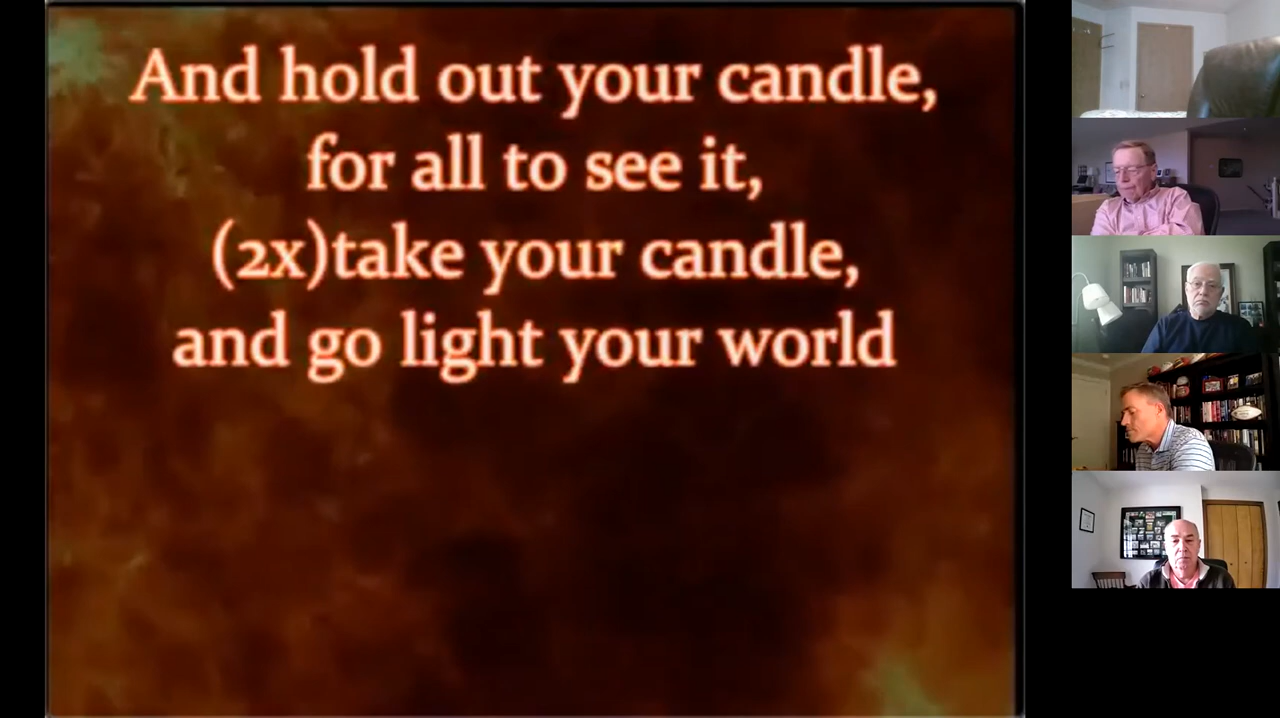 And hold out your candle,
for all to see it,
(2x)take your candle,
and go light your world